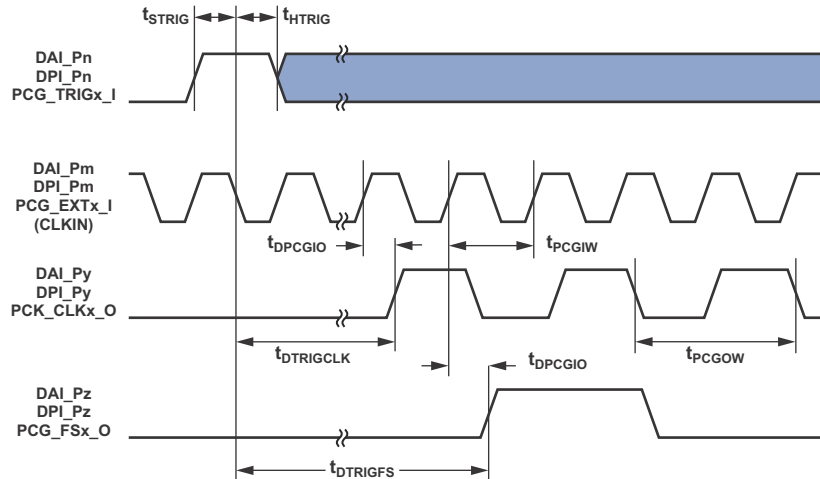 tSTRIG
tHTRIG
DAI_Pn
DPI_Pn
PCG_TRIGx_I
DAI_Pm
DPI_Pm
PCG_EXTx_I
(CLKIN)
tDPCGIO
tPCGIW
DAI_Py
DPI_Py
PCK_CLKx_O
tDTRIGCLK
tDPCGIO
tPCGOW
DAI_Pz
DPI_Pz
PCG_FSx_O
tDTRIGFS